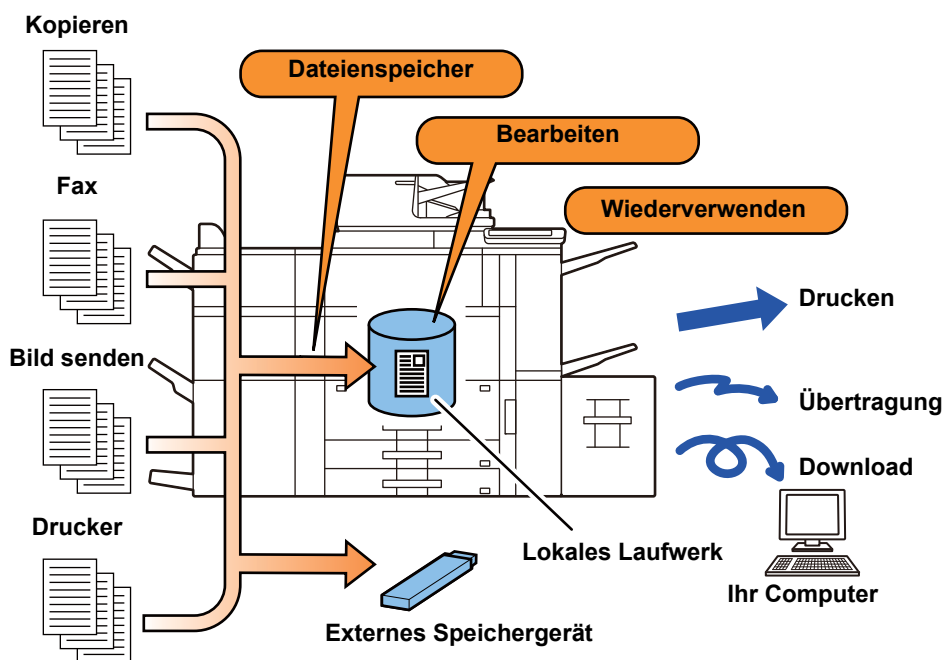 Kopieren
Dateienspeicher
Bearbeiten
Fax
Wiederverwenden
Drucken
Bild senden
Übertragung
Download
Drucker
Lokales Laufwerk
Ihr Computer
Externes Speichergerät